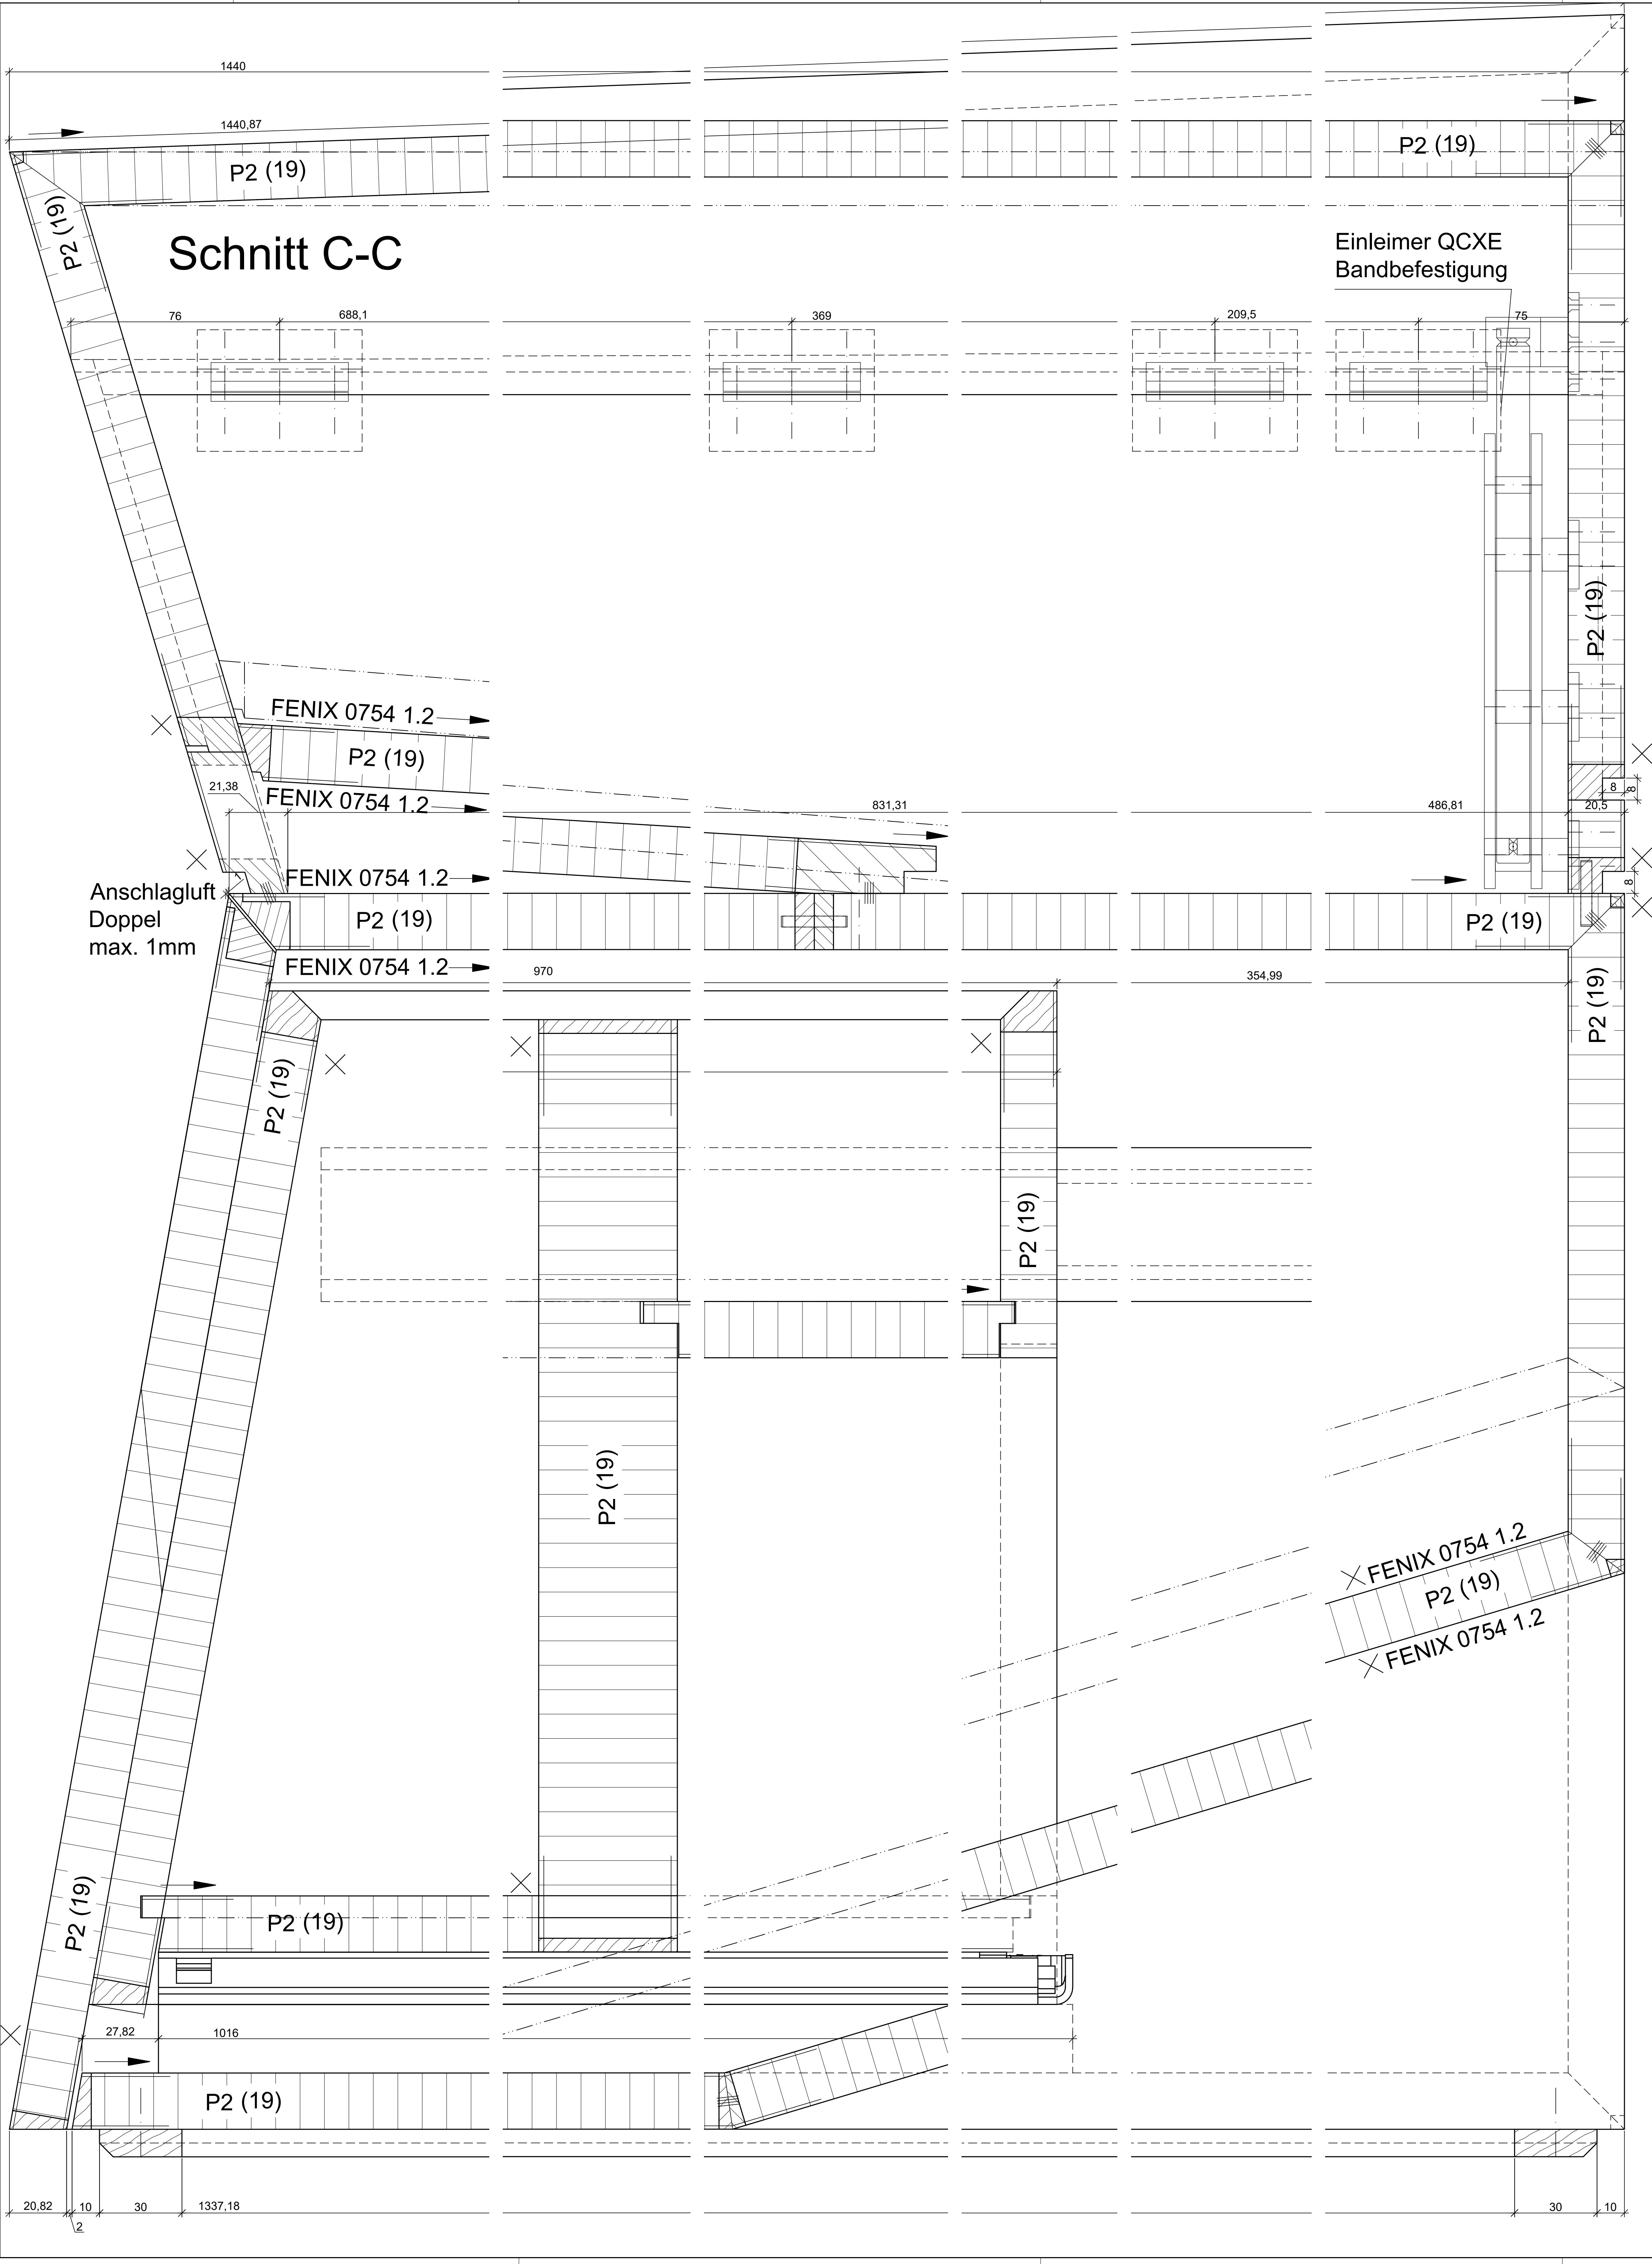 1440
1440,87
P2 (19)
P2 (19)
P2 (19)
Schnitt C-C
Einleimer QCXE
Bandbefestigung
76
688,1
369
209,5
75
P2 (19)
FENIX 0754 1.2
P2 (19)
21,38
FENIX 0754 1.2
831,31
486,81
20,5
8
8
FENIX 0754 1.2
8
Anschlagluft
Doppel
max. 1mm
P2 (19)
P2 (19)
FENIX 0754 1.2
970
354,99
P2 (19)
P2 (19)
P2 (19)
P2 (19)
FENIX 0754 1.2
P2 (19)
FENIX 0754 1.2
P2 (19)
P2 (19)
27,82
1016
P2 (19)
20,82
2
10
30
1337,18
30
10